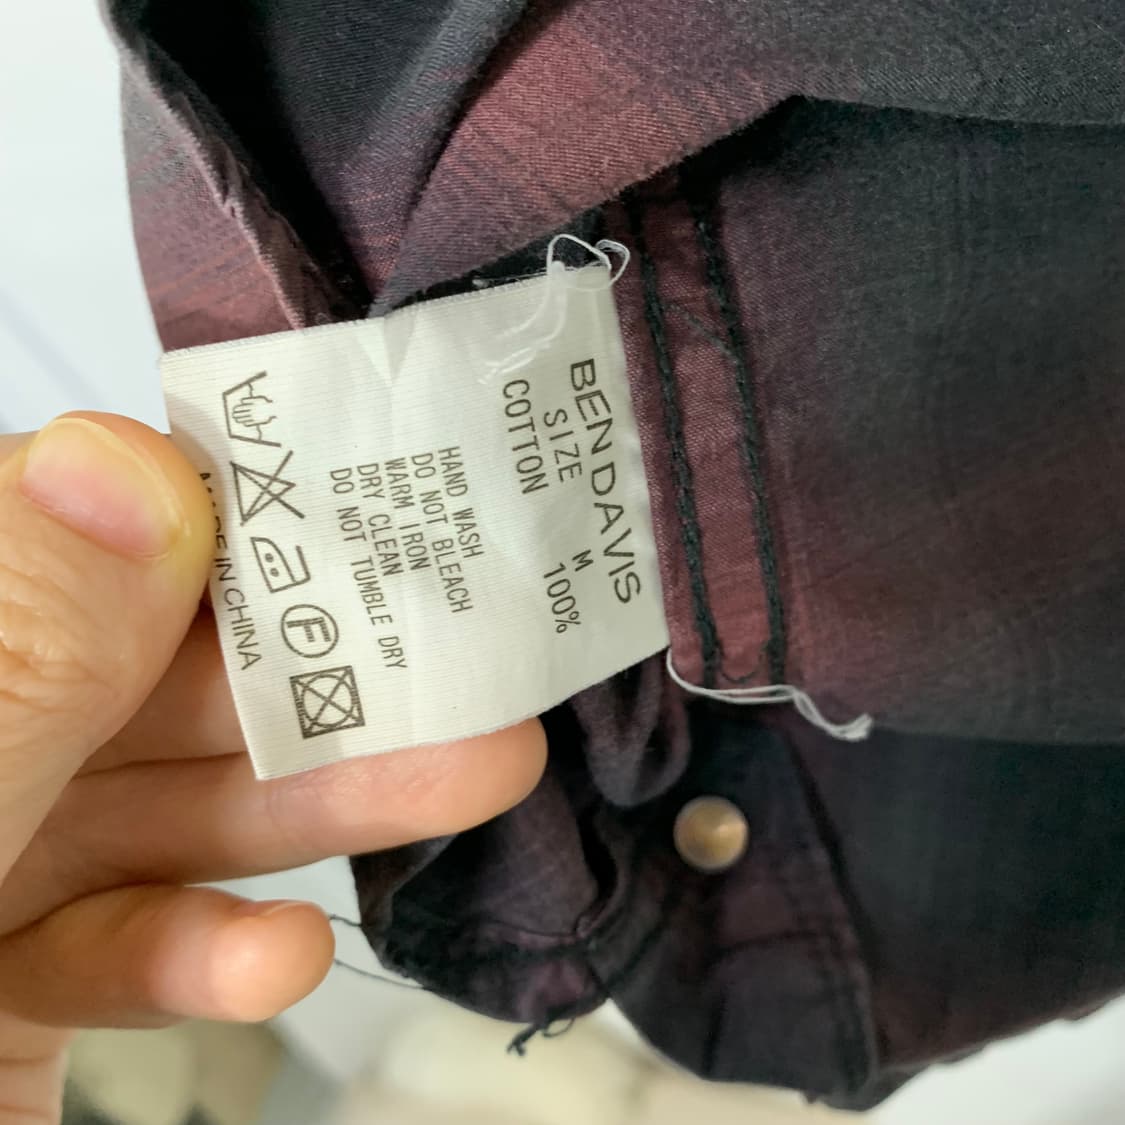 BEN DAVIS
SIZE M
COTTON 100%
HAND WASH
DO NOT BLEACH
WARM IRON
DRY CLEAN
DO NOT TUMBLE DRY
F
MADE IN CHINA